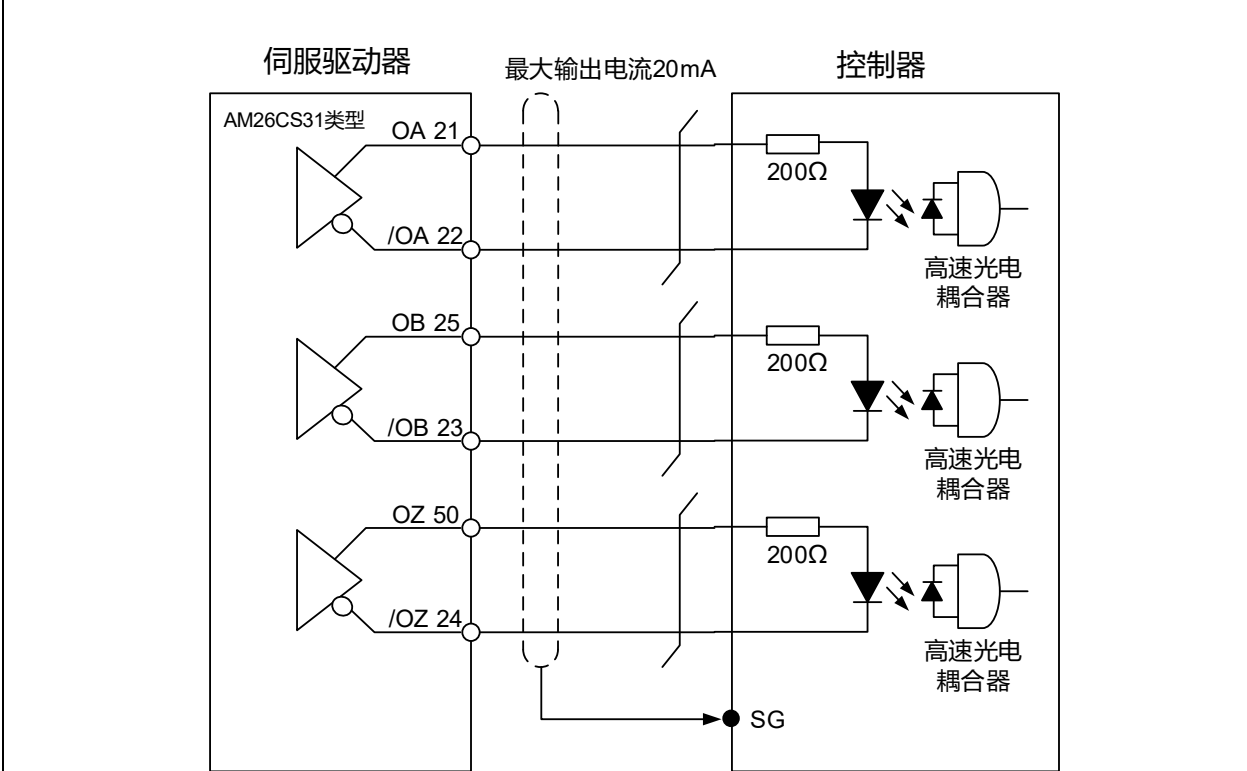 伺服驱动器
最大输出电流20mA
控制器
AM26CS31类型
OA 21
200Ω
/OA 22
高速光电
耦合器
OB 25
200Ω
/OB 23
高速光电
耦合器
OZ 50
200Ω
/OZ 24
高速光电
耦合器
SG